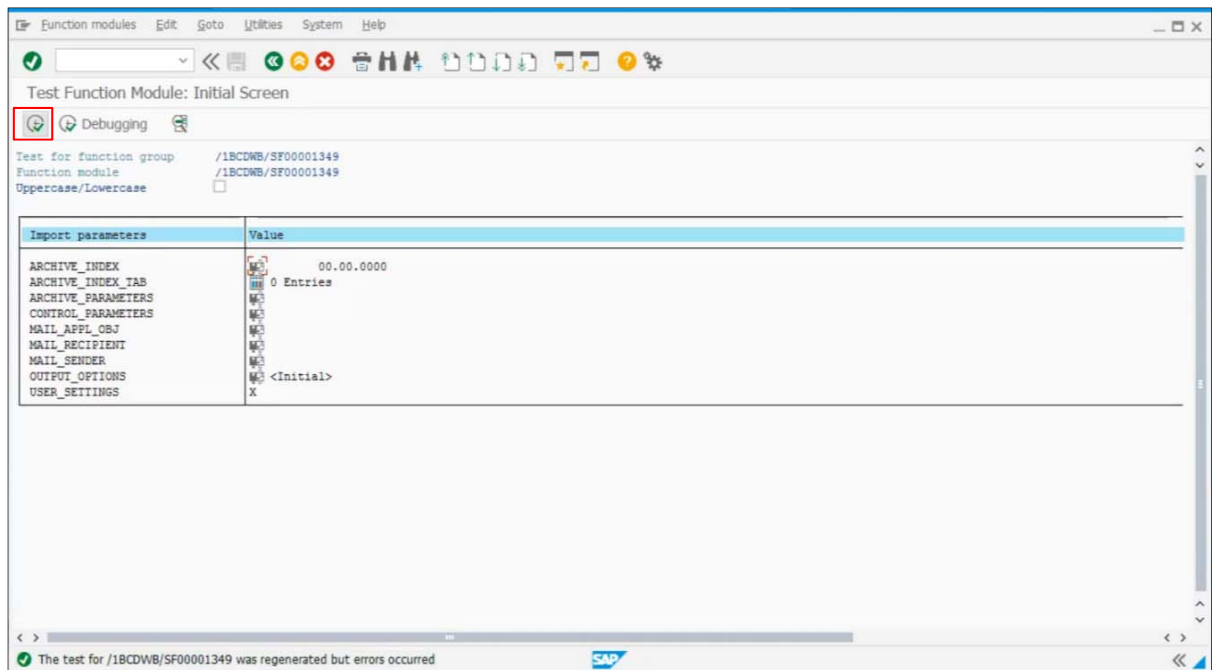 Function modules Edit Goto Utilities System Help
Test Function Module: Initial Screen
Debugging
Test for function group /1BCDWB/SF00001349
Function module /1BCDWB/SF00001349
Uppercase/Lowercase
Import parameters Value
ARCHIVE_INDEX 00.00.0000
ARCHIVE_INDEX_TAB 0 Entries
ARCHIVE_PARAMETERS
CONTROL_PARAMETERS
MAIL_APPL_OBJ
MAIL_RECIPIENT
MAIL_SENDER
OUTPUT_OPTIONS <Initial>
USER_SETTINGS X
The test for /1BCDWB/SF00001349 was regenerated but errors occurred SAP